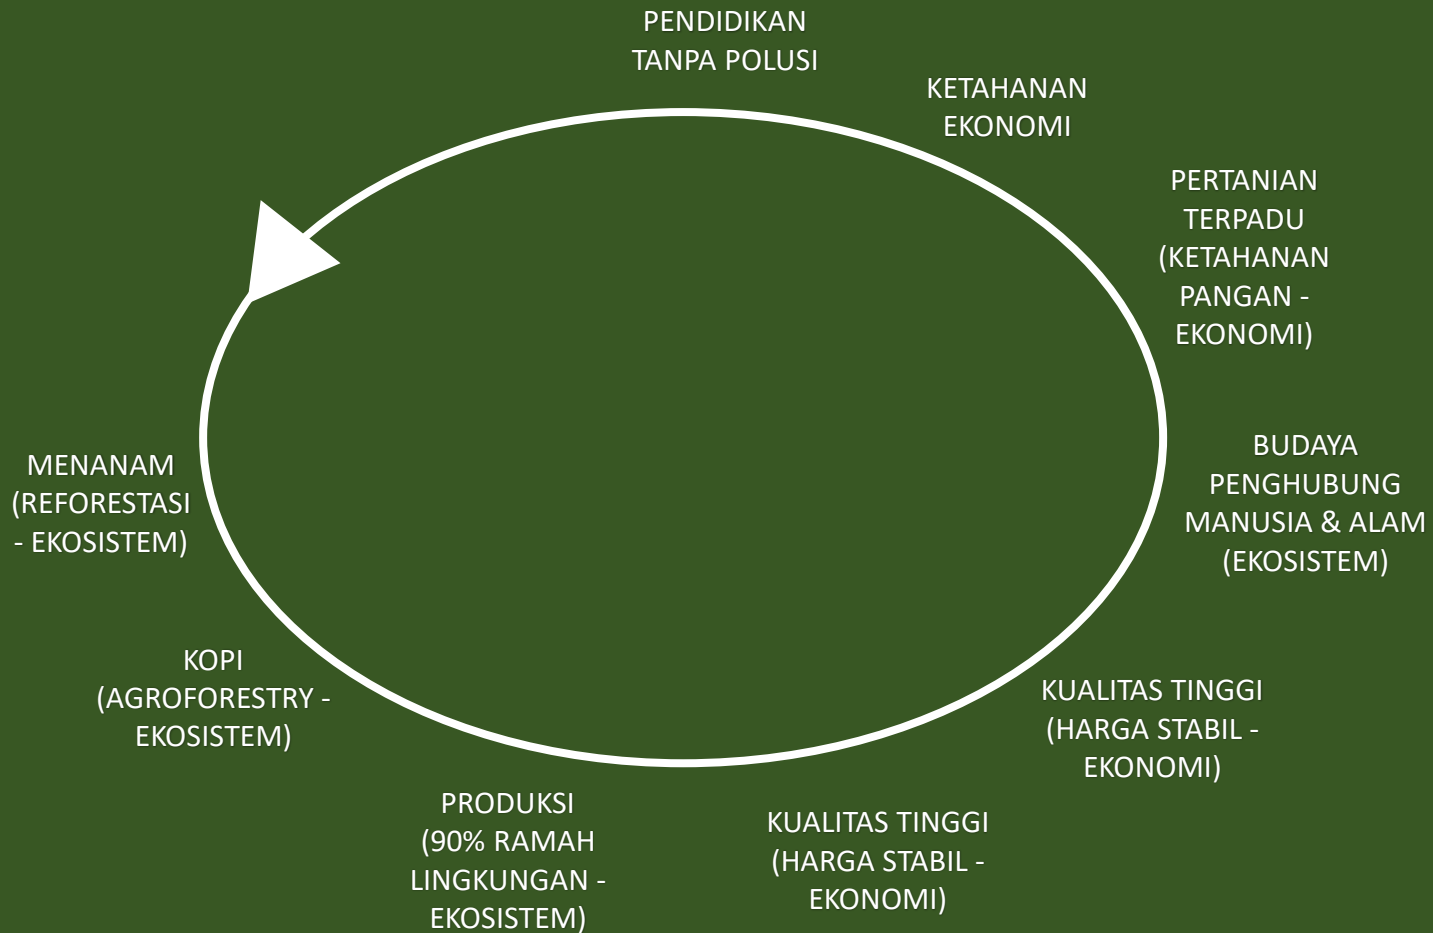 PENDIDIKAN
TANPA POLUSI
KETAHANAN
EKONOMI
PERTANIAN
TERPADU
(KETAHANAN
PANGAN -
EKONOMI)
BUDAYA
PENGHUBUNG
MANUSIA & ALAM
(EKOSISTEM)
KUALITAS TINGGI
(HARGA STABIL -
EKONOMI)
KUALITAS TINGGI
(HARGA STABIL -
EKONOMI)
PRODUKSI
(90% RAMAH
LINGKUNGAN -
EKOSISTEM)
KOPI
(AGROFORESTRY -
EKOSISTEM)
MENANAM
(REFORESTASI
- EKOSISTEM)